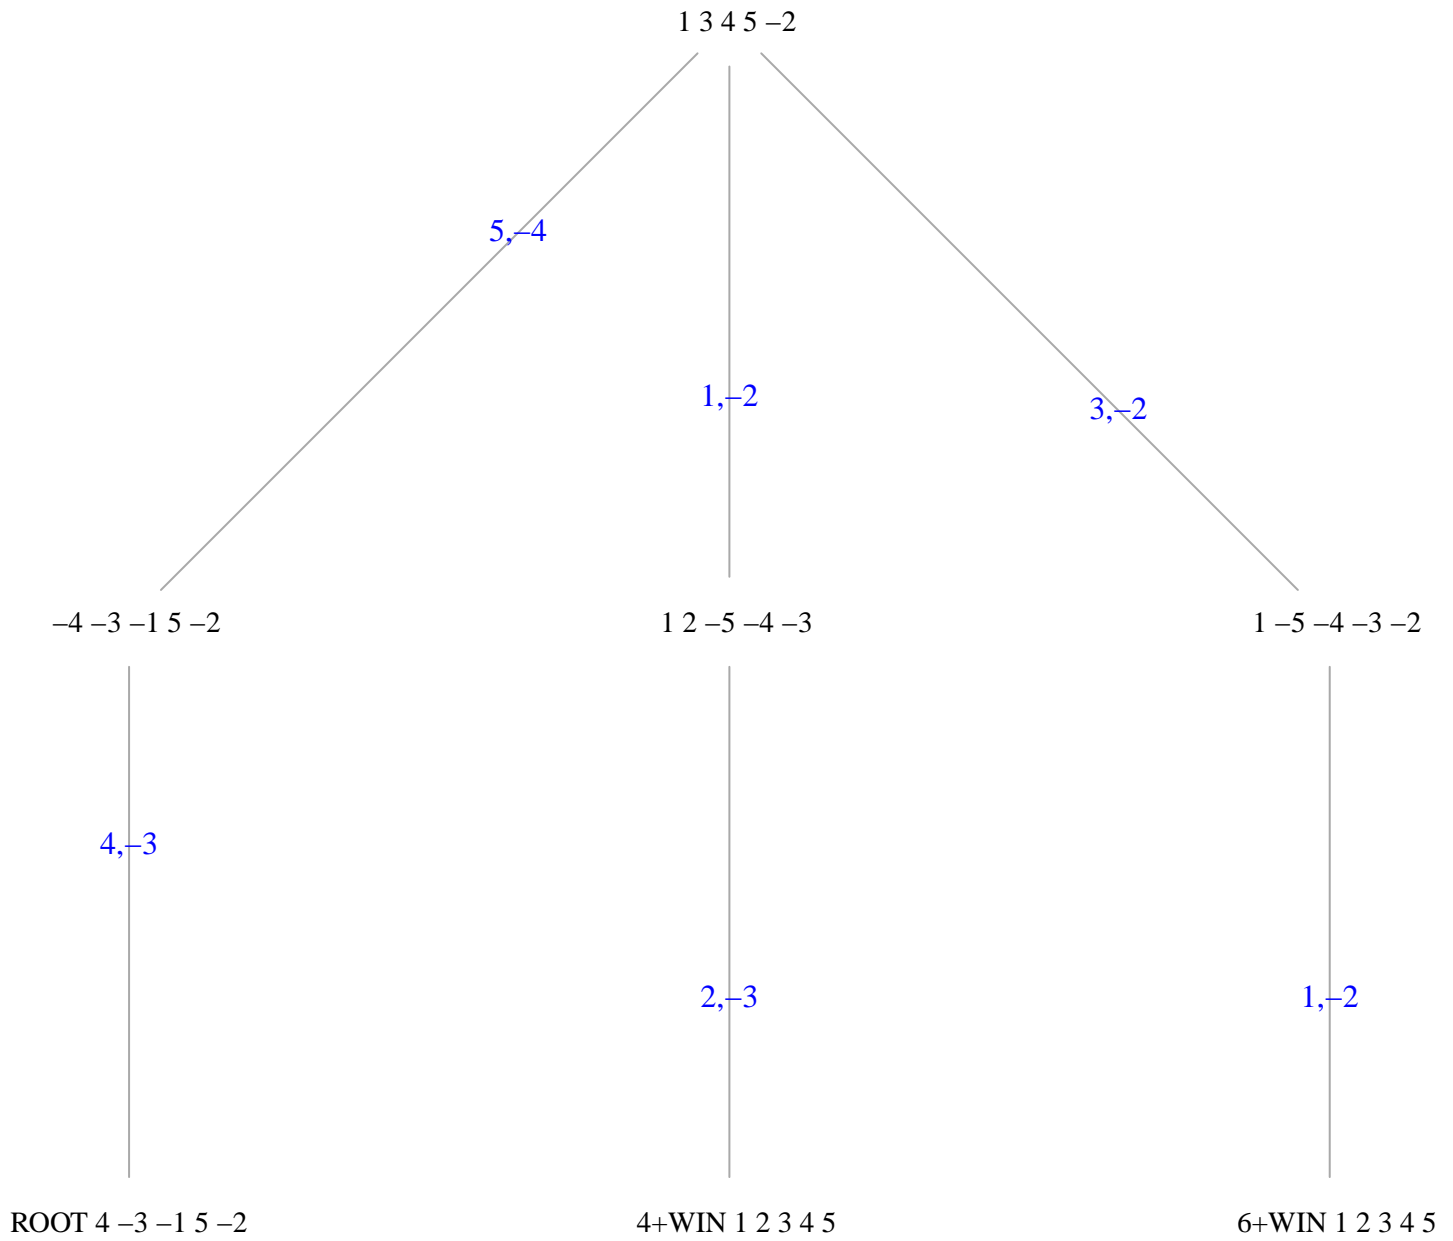 1 3 4 5 –2
5,–4
1,–2
3,–2
–4 –3 –1 5 –2
1 2 –5 –4 –3
1 –5 –4 –3 –2
4,–3
2,–3
1,–2
ROOT 4 –3 –1 5 –2
4+WIN 1 2 3 4 5
6+WIN 1 2 3 4 5